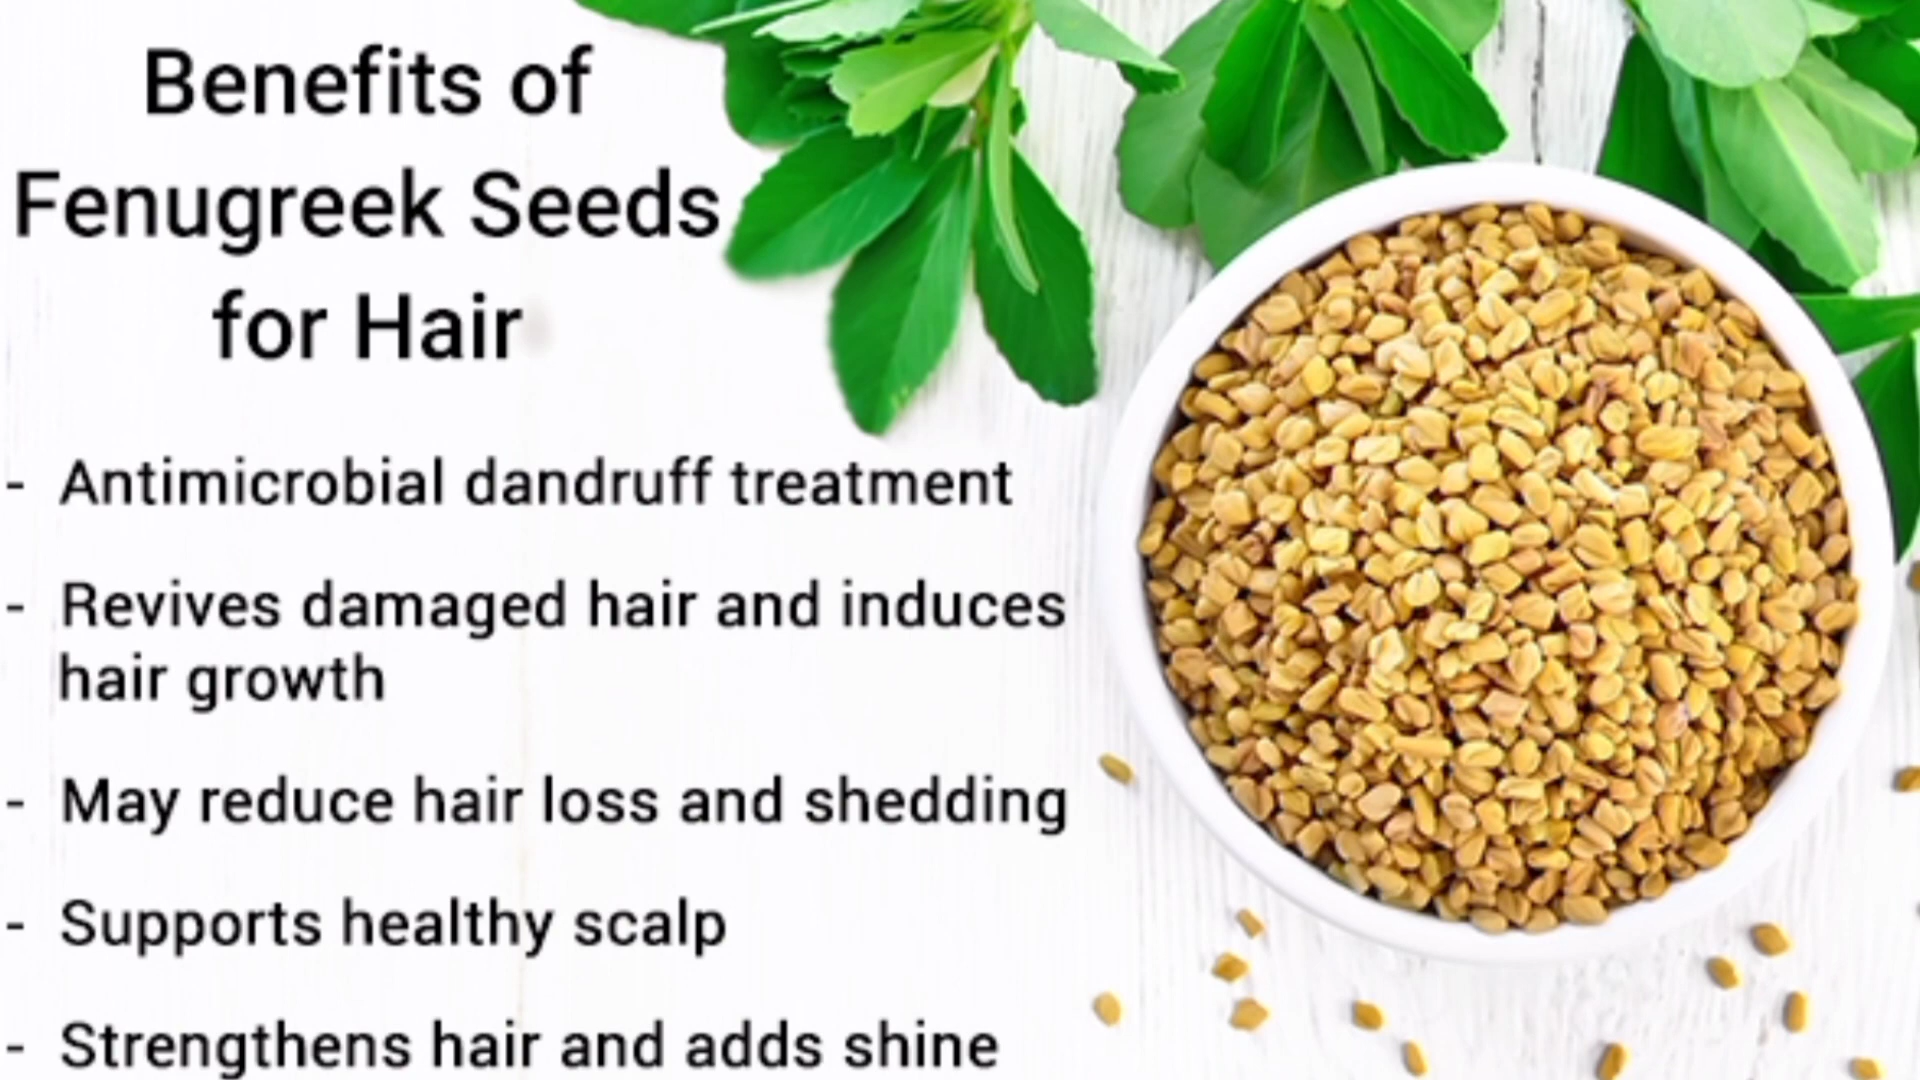 Benefits of
Fenugreek Seeds
for Hair
- Antimicrobial dandruff treatment
- Revives damaged hair and induces
hair growth
- May reduce hair loss and shedding
- Supports healthy scalp
- Strengthens hair and adds shine